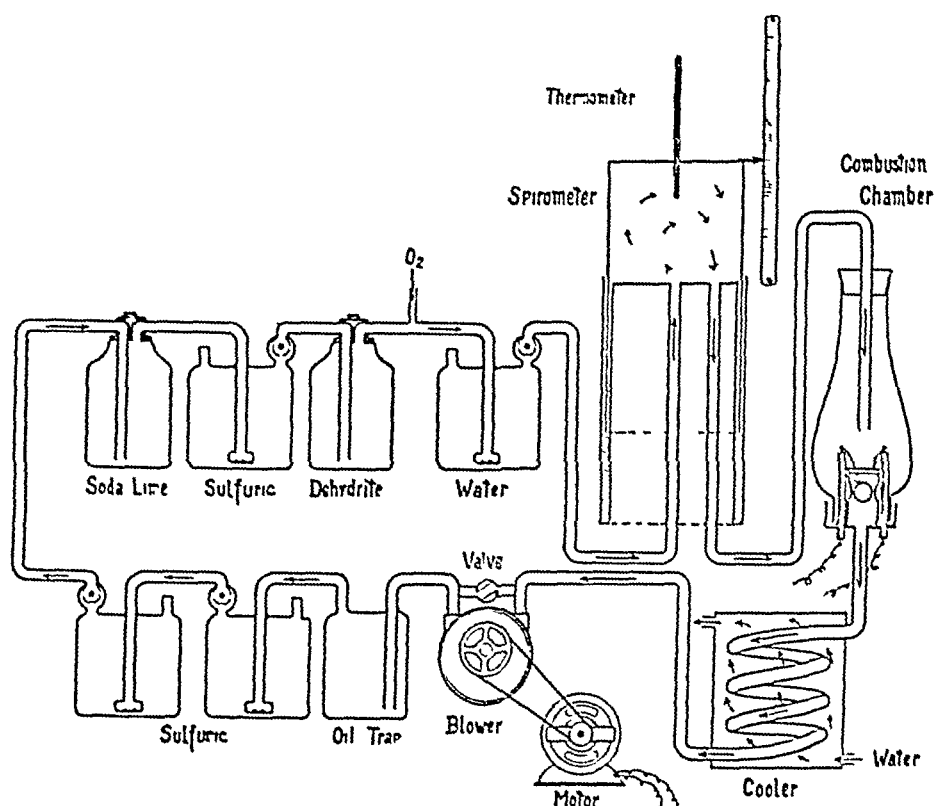 Thermometer
Combustion
Chamber
Spirometer
O₂
Soda Lime
Sulfuric
Dehydrite
Water
Valve
Sulfuric
Oil Trap
Blower
Motor
Cooler
Water